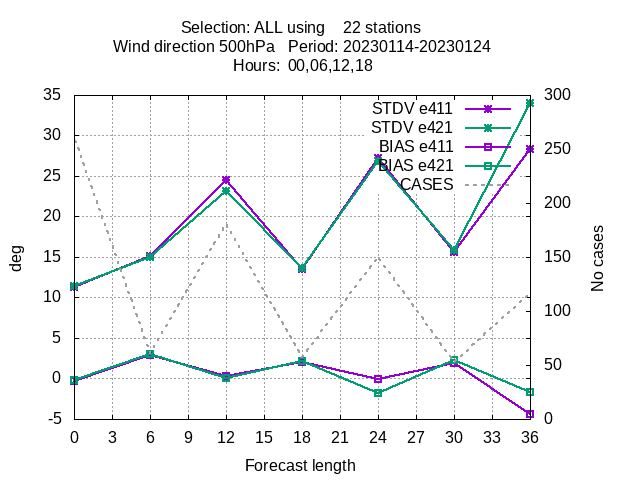 Selection: ALL using    22 stations
Wind direction 500hPa   Period: 20230114-20230124
Hours:  00,06,12,18
STDV e411
STDV e421
BIAS e411
BIAS e421
CASES
35
30
25
20
15
10
5
0
-5
300
250
200
150
100
50
0
deg
No cases
0 3 6 9 12 15 18 21 24 27 30 33 36
Forecast length